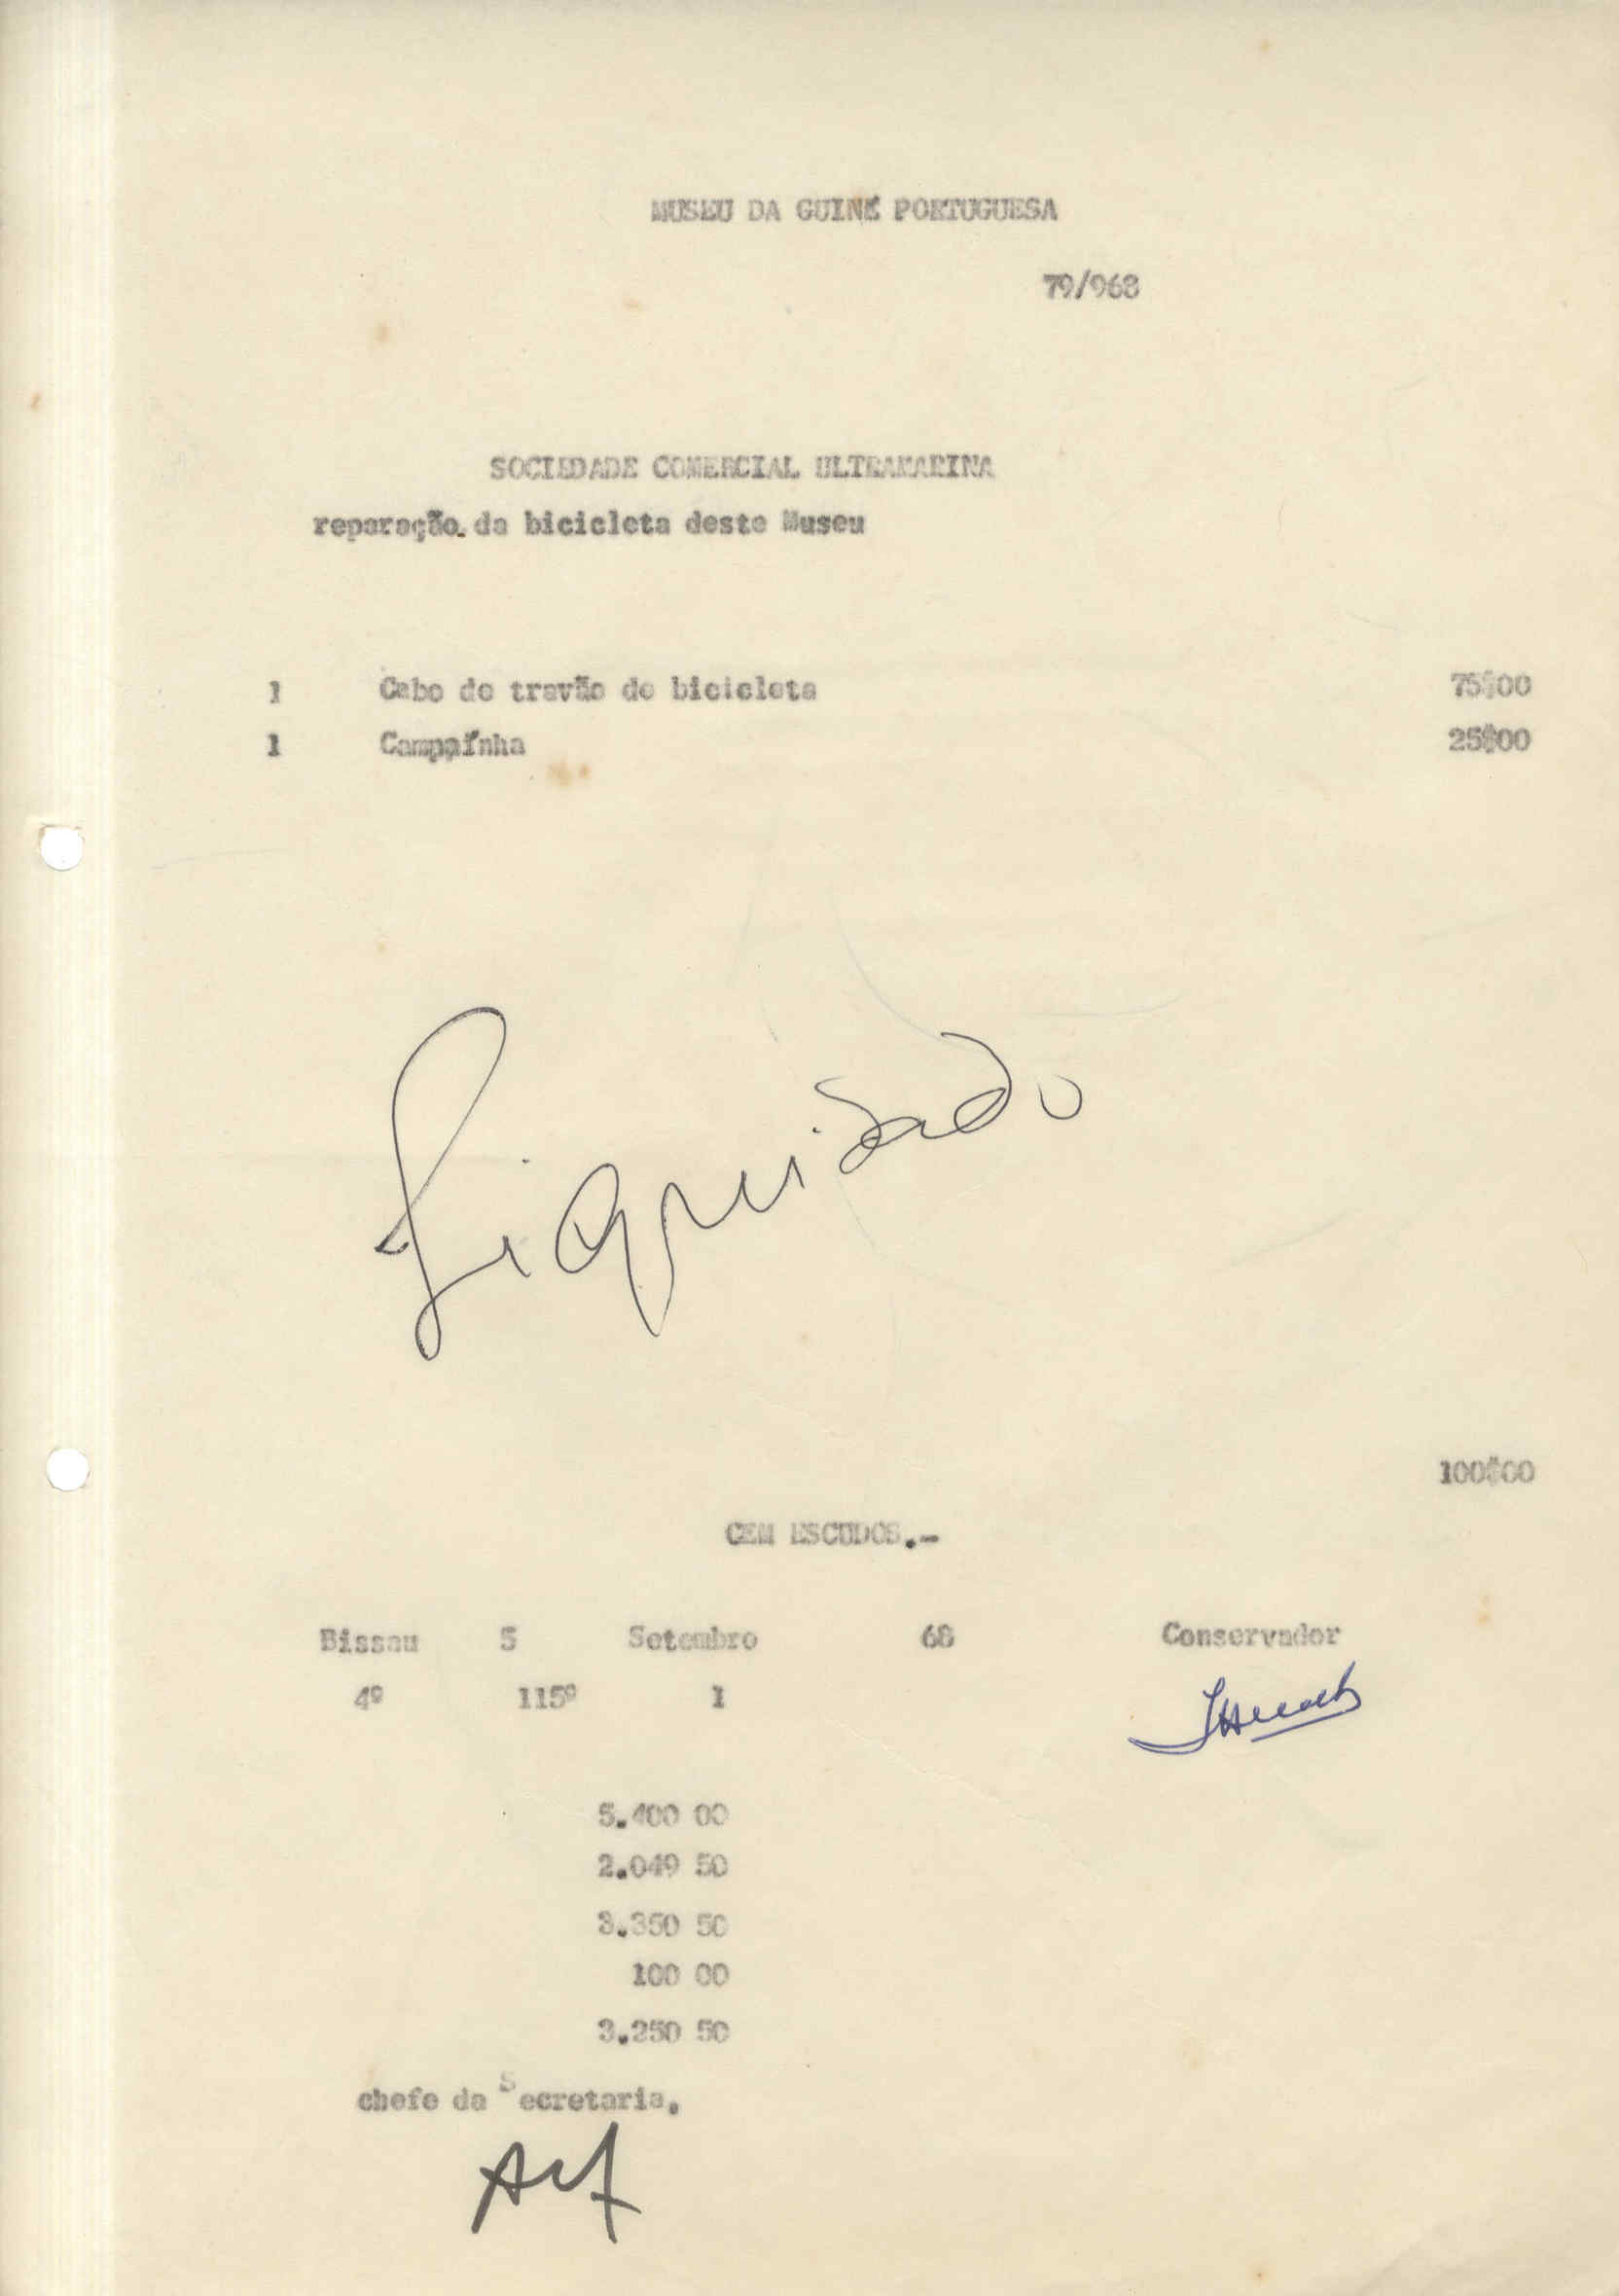 MUSEU DA GUINÉ PORTUGUESA
79/968
SOCIEDADE COMERCIAL ULTRAMARINA
reparação da bicicleta deste Museu
1 Cabo de travão de bicicleta 75$00
1 Campaínha 25$00
Liquidado
100$00
CEM ESCUDOS.-
Bissau 5 Setembro 68 Conservador
4º 115º 1
5.400 00
2.049 50
3.350 50
100 00
3.250 50
chefe da Secretaria.